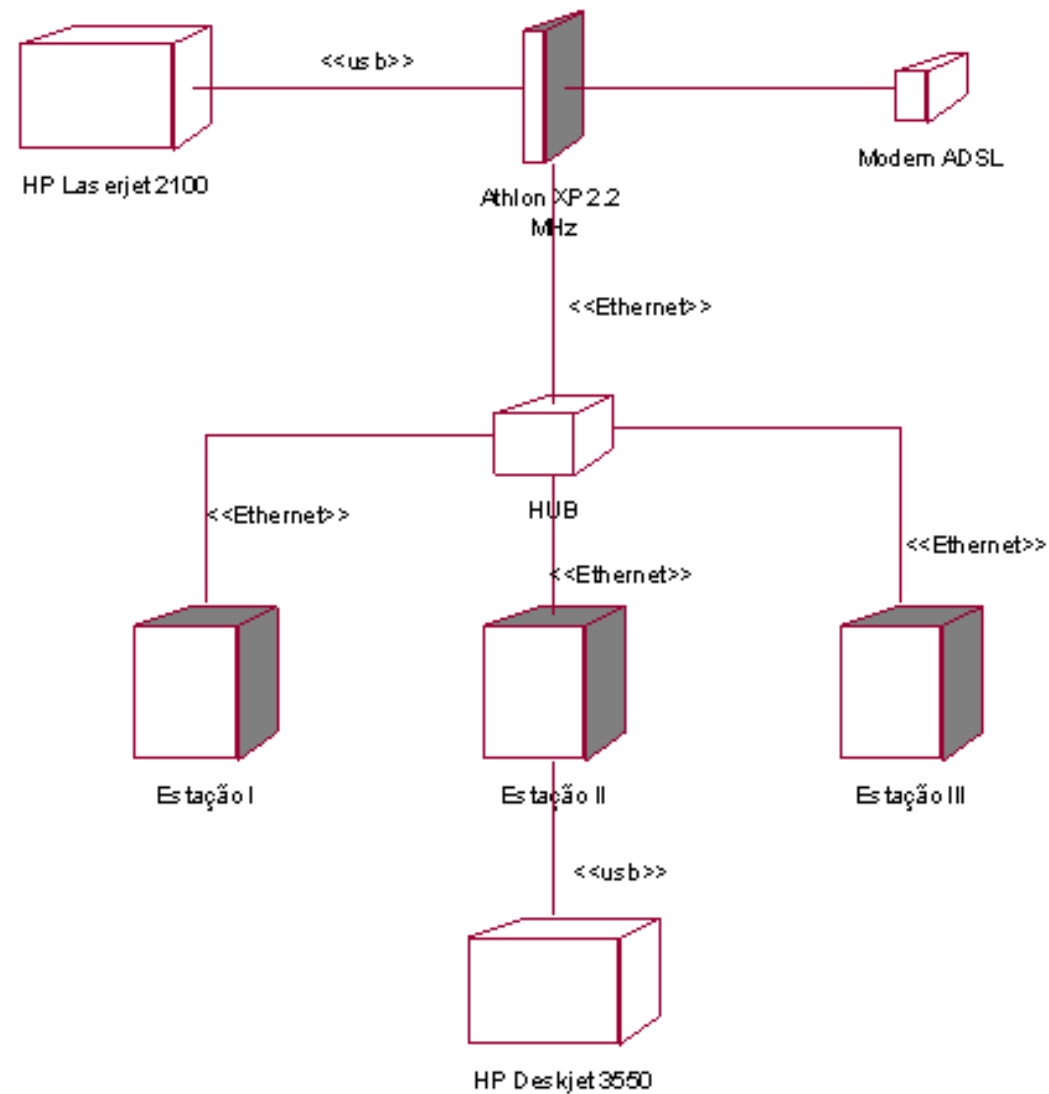 <<usb>>
HP Laserjet 2100
Athlon XP 2.2
MHz
Modem ADSL
<<Ethernet>>
HUB
<<Ethernet>>
<<Ethernet>>
<<Ethernet>>
Estação I
Estação II
Estação III
<<usb>>
HP Deskjet 3550